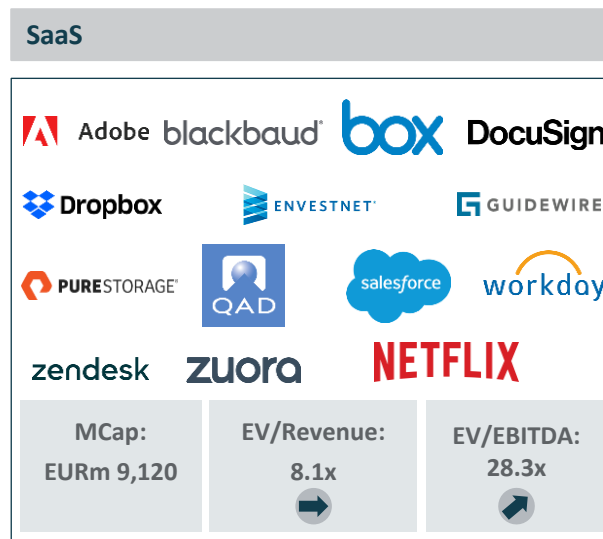 SaaS
Adobe blackbaud® box DocuSign
Dropbox ENVESTNET® GUIDEWIRE
PURESTORAGE® QAD salesforce workday
zendesk zuora NETFLIX
MCap: EV/Revenue: EV/EBITDA:
EURm 9,120 8.1x 28.3x